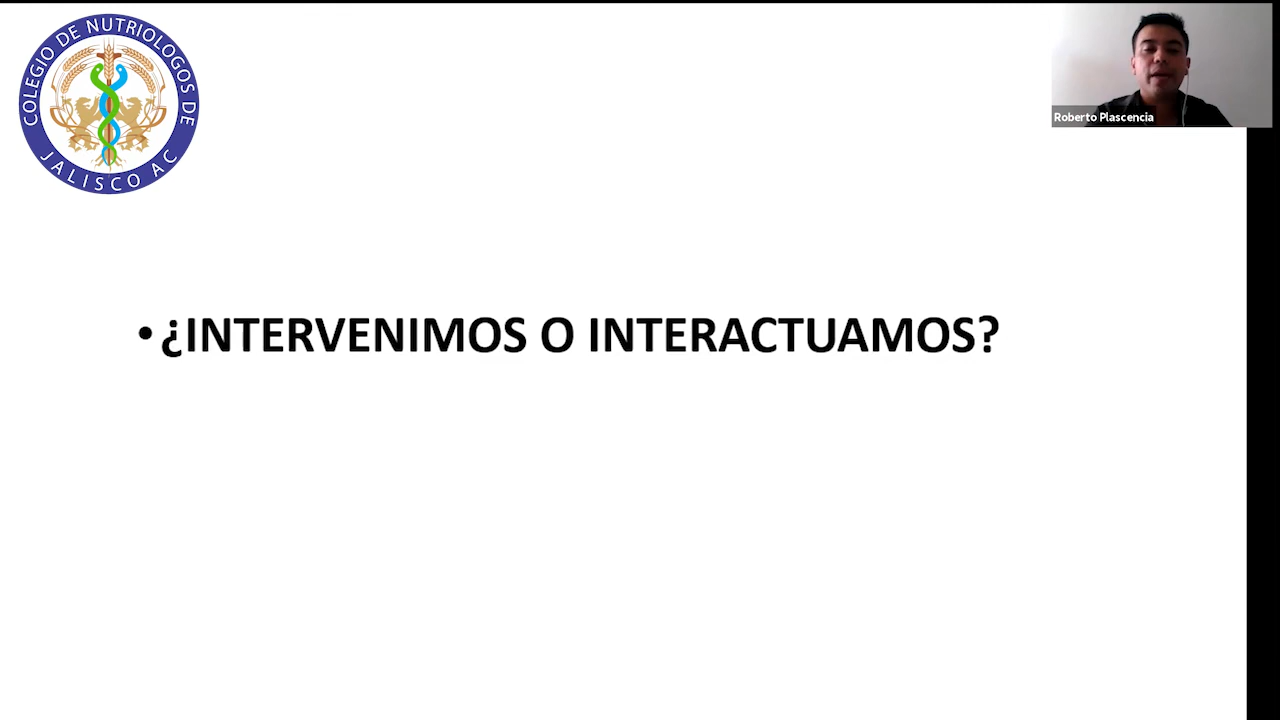 COLEGIO DE NUTRIOLOGOS DE
JALISCO AC
Roberto Plascencia
•¿INTERVENIMOS O INTERACTUAMOS?